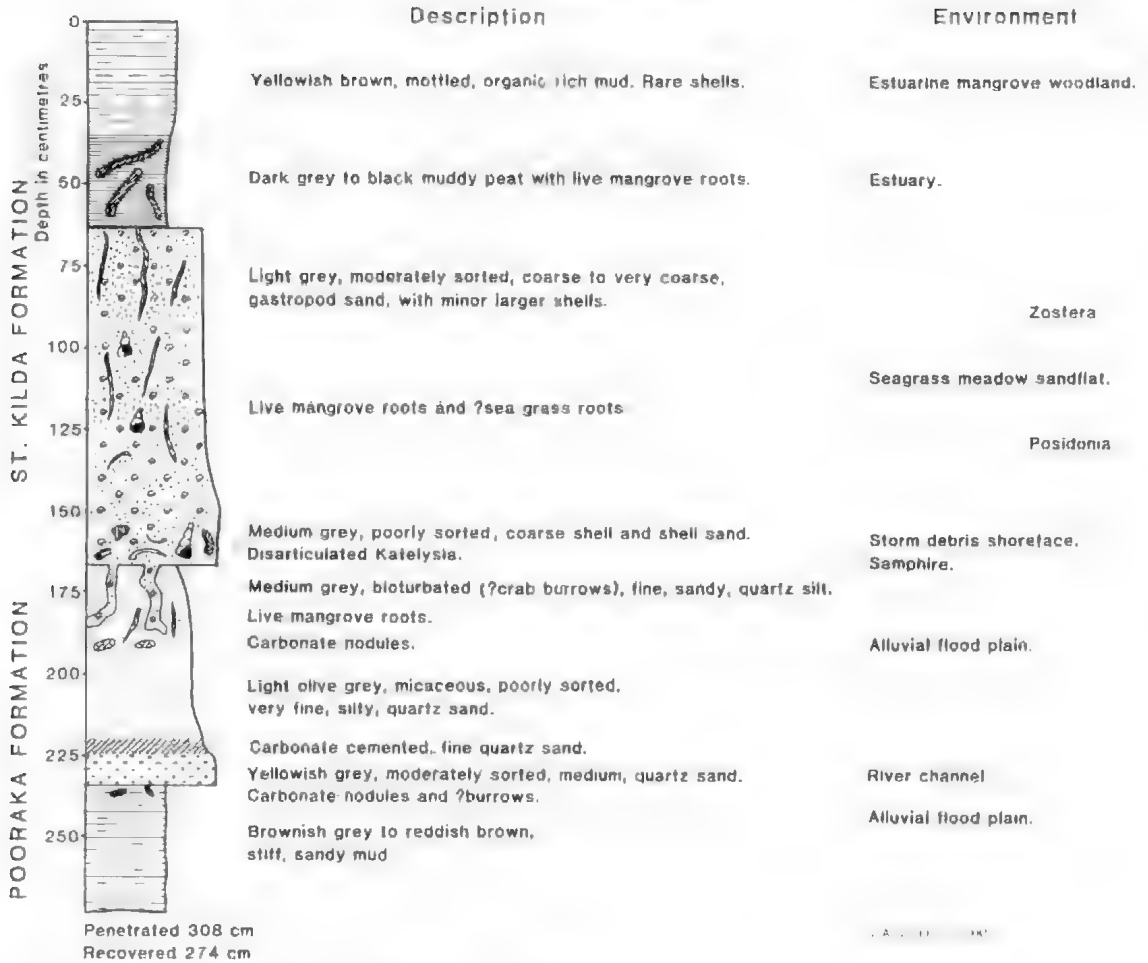 Description
Environment
Depth in centimetres
ST. KILDA FORMATION
POORAKA FORMATION
0
25
50
75
100
125
150
175
200
225
250
Yellowish brown, mottled, organic rich mud. Rare shells.
Estuarine mangrove woodland.
Dark grey to black muddy peat with live mangrove roots.
Estuary.
Light grey, moderately sorted, coarse to very coarse,
gastropod sand, with minor larger shells.
Zostera
Seagrass meadow sandflat.
Live mangrove roots and ?sea grass roots
Posidonia
Medium grey, poorly sorted, coarse shell and shell sand.
Disarticulated Katelysia.
Storm debris shoreface.
Samphire.
Medium grey, bioturbated (?crab burrows), fine, sandy, quartz silt.
Live mangrove roots.
Carbonate nodules.
Alluvial flood plain.
Light olive grey, micaceous, poorly sorted,
very fine, silty, quartz sand.
Carbonate cemented, fine quartz sand.
Yellowish grey, moderately sorted, medium, quartz sand.
Carbonate nodules and ?burrows.
River channel
Alluvial flood plain.
Brownish grey to reddish brown,
stiff, sandy mud
Penetrated 308 cm
Recovered 274 cm